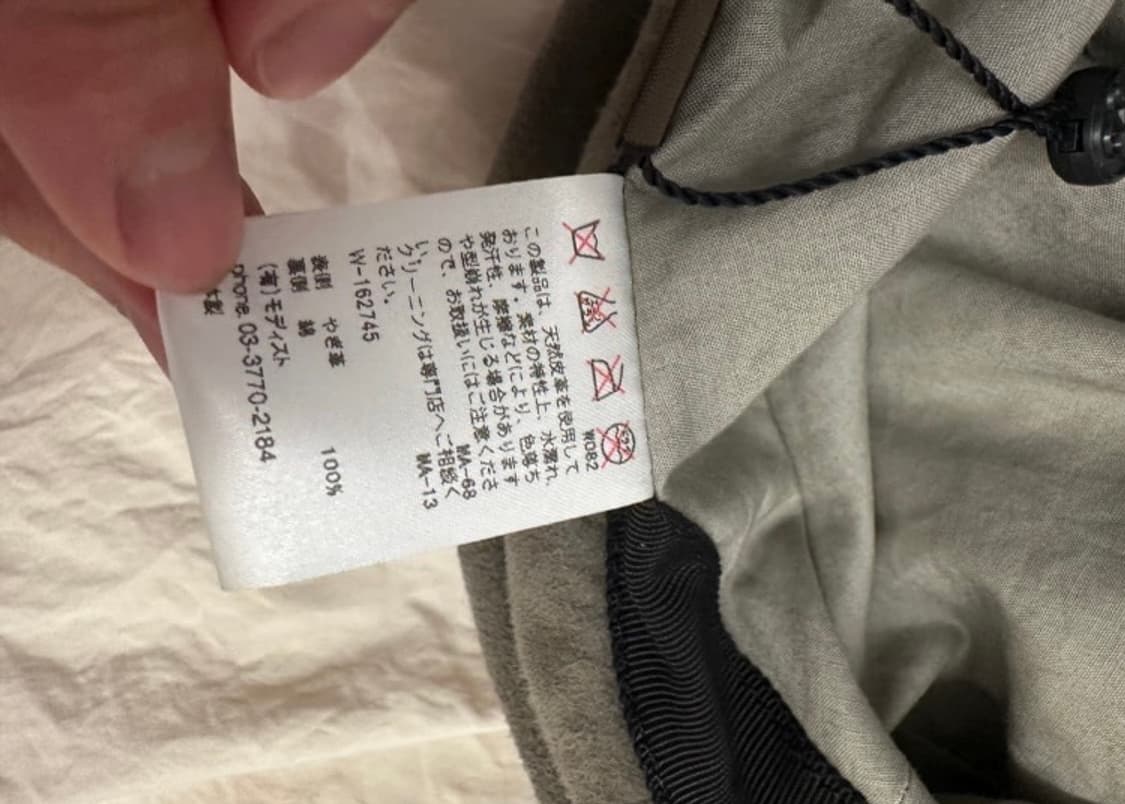 W082
この製品は、天然皮革を使用して
おります。素材の特性上、水濡れ、
発汗性、摩擦などにより、色落ち
や型崩れが生じる場合があります
ので、お取扱いにはご注意くださ
い。 WA-68
クリーニングは専門店へご相談く
ださい。 WA-13
W-162745
表側 やぎ革 100%
裏側 綿
(有)モディスト
phone. 03-3770-2184
製